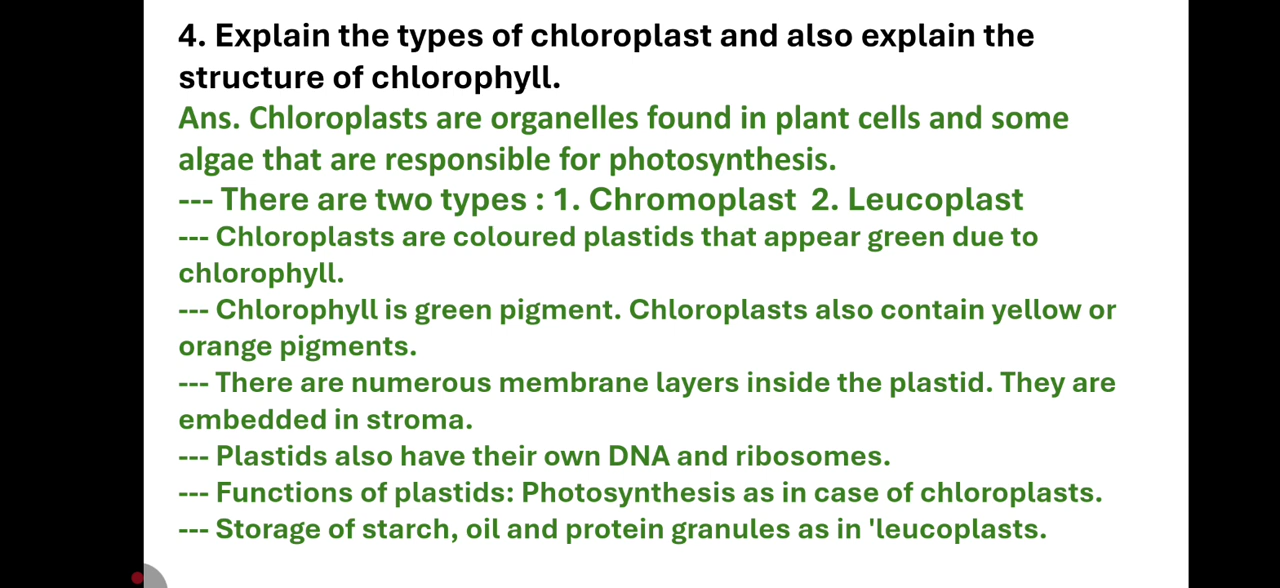 4. Explain the types of chloroplast and also explain the
structure of chlorophyll.
Ans. Chloroplasts are organelles found in plant cells and some
algae that are responsible for photosynthesis.
--- There are two types : 1. Chromoplast 2. Leucoplast
--- Chloroplasts are coloured plastids that appear green due to
chlorophyll.
--- Chlorophyll is green pigment. Chloroplasts also contain yellow or
orange pigments.
--- There are numerous membrane layers inside the plastid. They are
embedded in stroma.
--- Plastids also have their own DNA and ribosomes.
--- Functions of plastids: Photosynthesis as in case of chloroplasts.
--- Storage of starch, oil and protein granules as in 'leucoplasts.